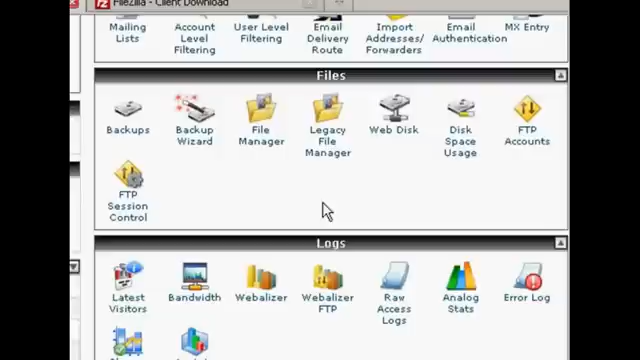 FileZilla - Client Download
Mailing Lists
Account Level Filtering
User Level Filtering
Email Delivery Route
Import Addresses/ Forwarders
Email Authentication
MX Entry
Files
Backups
Backup Wizard
File Manager
Legacy File Manager
Web Disk
Disk Space Usage
FTP Accounts
FTP Session Control
Logs
Latest Visitors
Bandwidth
Webalizer
Webalizer FTP
Raw Access Logs
Analog Stats
Error Log